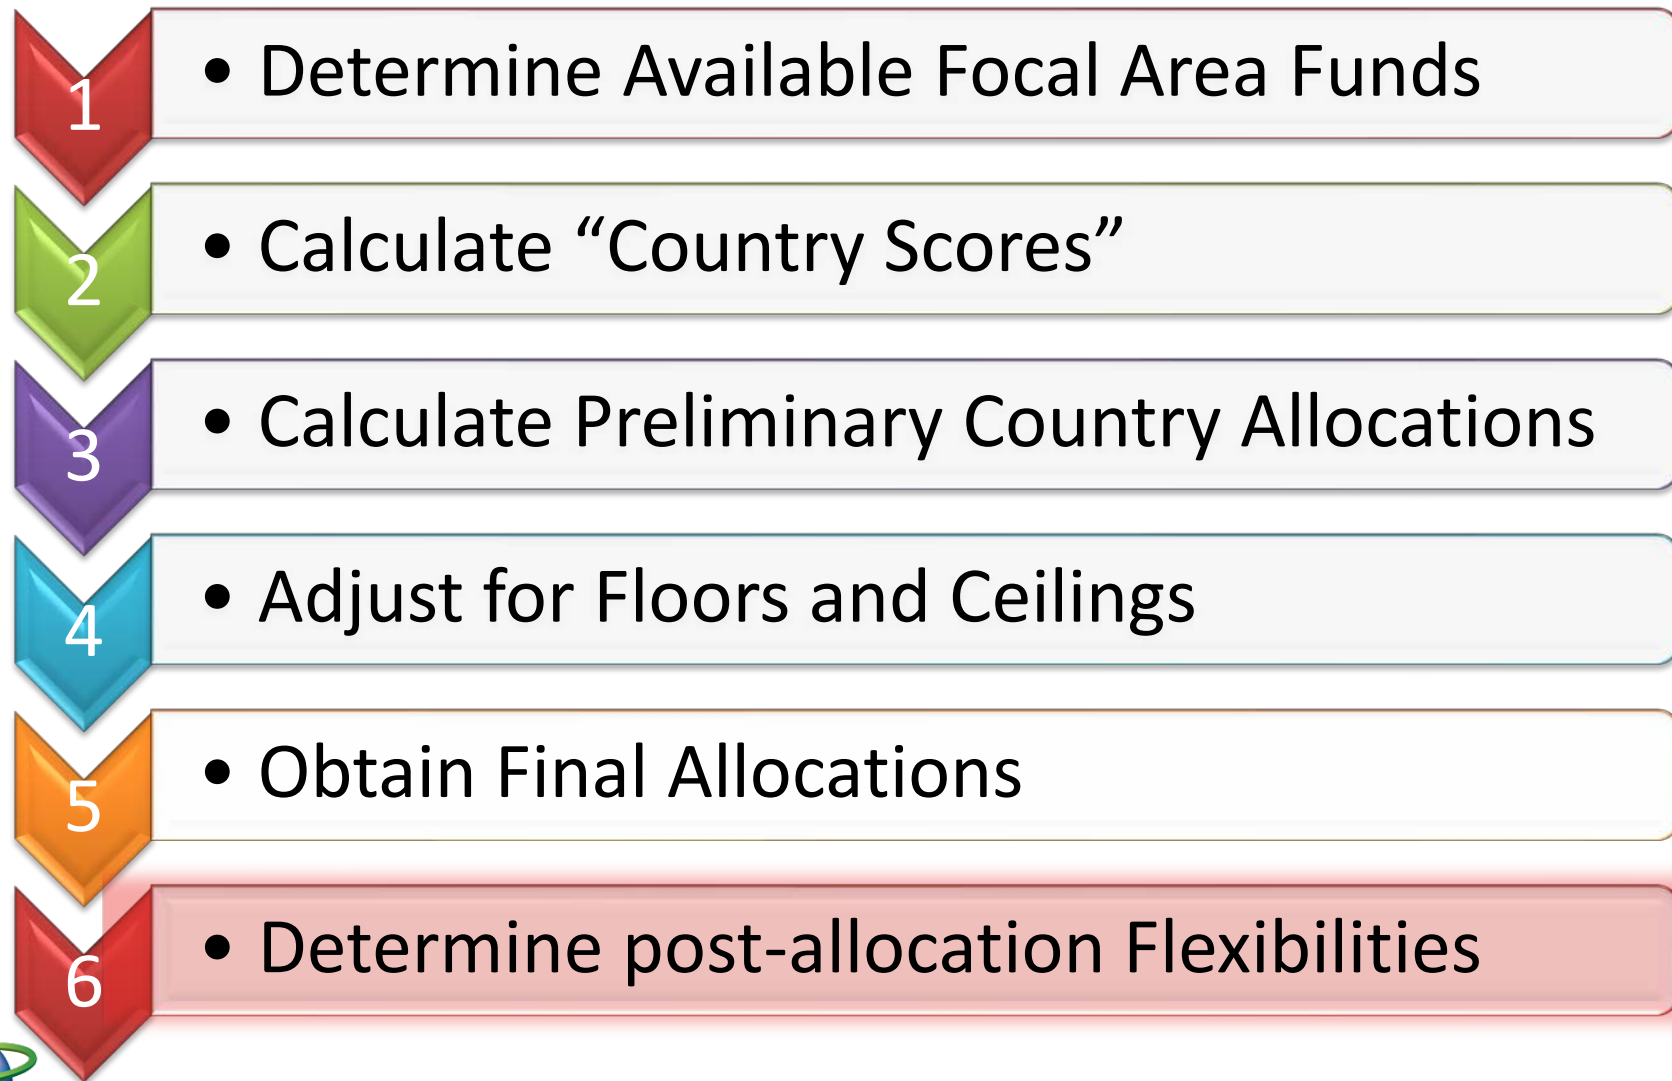 1 • Determine Available Focal Area Funds
2 • Calculate “Country Scores”
3 • Calculate Preliminary Country Allocations
4 • Adjust for Floors and Ceilings
5 • Obtain Final Allocations
6 • Determine post-allocation Flexibilities